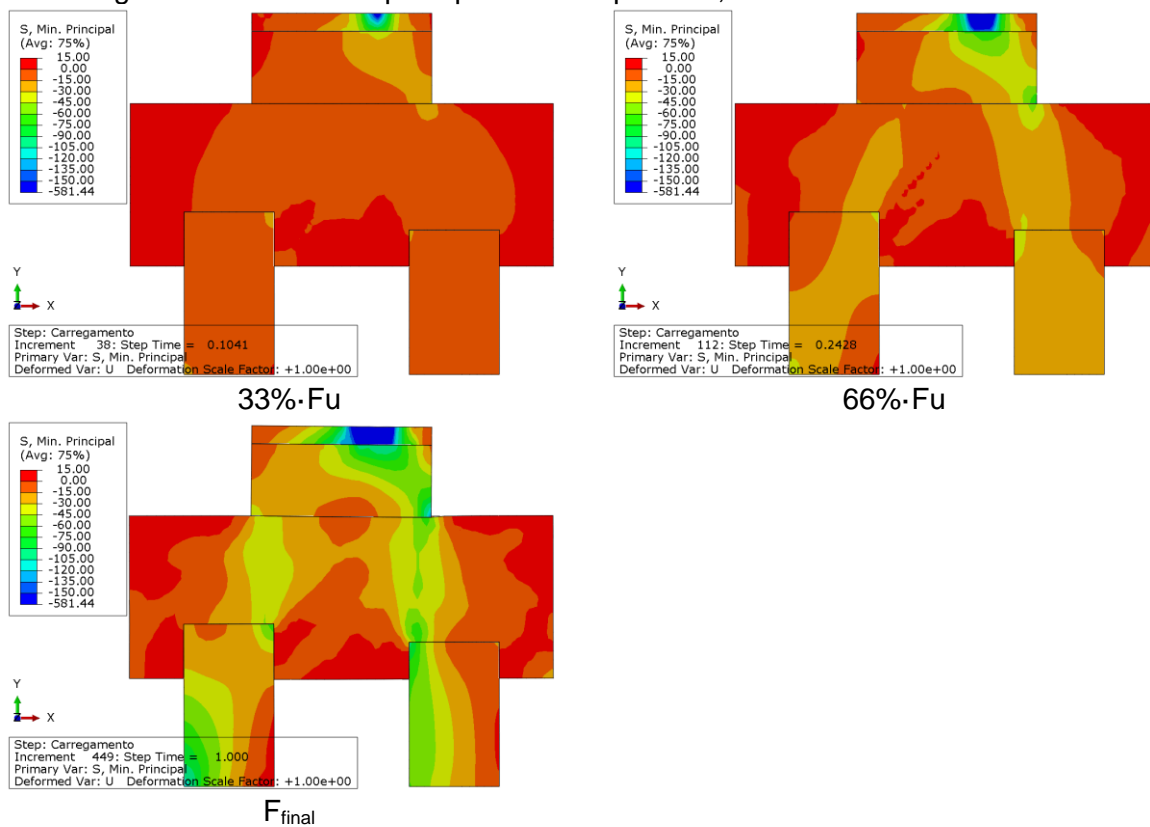 S, Min. Principal
(Avg: 75%)
15.00
0.00
-15.00
-30.00
-45.00
-60.00
-75.00
-90.00
-105.00
-120.00
-135.00
-150.00
-581.44
Y
Z X
Step: Carregamento
Increment 38: Step Time = 0.1041
Primary Var: S, Min. Principal
Deformed Var: U Deformation Scale Factor: +1.00e+00
33%·Fu
S, Min. Principal
(Avg: 75%)
15.00
0.00
-15.00
-30.00
-45.00
-60.00
-75.00
-90.00
-105.00
-120.00
-135.00
-150.00
-581.44
Y
Z X
Step: Carregamento
Increment 112: Step Time = 0.2428
Primary Var: S, Min. Principal
Deformed Var: U Deformation Scale Factor: +1.00e+00
66%·Fu
S, Min. Principal
(Avg: 75%)
15.00
0.00
-15.00
-30.00
-45.00
-60.00
-75.00
-90.00
-105.00
-120.00
-135.00
-150.00
-581.44
Y
Z X
Step: Carregamento
Increment 449: Step Time = 1.000
Primary Var: S, Min. Principal
Deformed Var: U Deformation Scale Factor: +1.00e+00
Ffinal